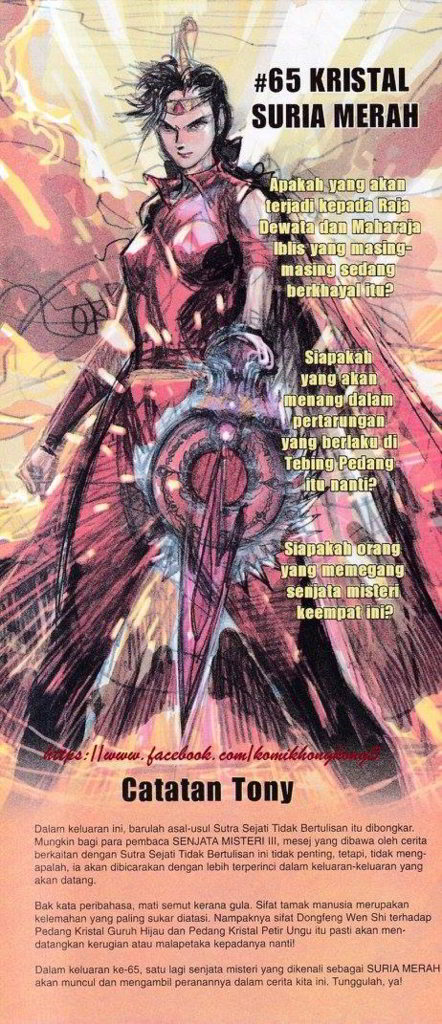 #65 KRISTAL
SURIA MERAH
Apakah yang akan
terjadi kepada Raja
Dewata dan Maharaja
Iblis yang masing-
masing sedang
berkhayal itu?
Siapakah
yang akan
menang dalam
pertarungan
yang berlaku di
Tebing Pedang
itu nanti?
Siapakah orang
yang memegang
senjata misteri
keempat ini?
Catatan Tony
Dalam keluaran ini, barulah asal-usul Sutra Sejati Tidak Bertulisan itu dibongkar.
Mungkin bagi para pembaca SENJATA MISTERI III, mesej yang dibawa oleh cerita
berkaitan dengan Sutra Sejati Tidak Bertulisan ini tidak penting, tetapi, tidak meng-
apalah, ia akan dibicarakan dengan lebih terperinci dalam keluaran-keluaran yang
akan datang.
Bak kata peribahasa, mati semut kerana gula. Sifat tamak manusia merupakan
kelemahan yang paling sukar diatasi. Nampaknya sifat Dongfeng Wen Shi terhadap
Pedang Kristal Guruh Hijau dan Pedang Kristal Petir Ungu itu pasti akan men-
datangkan kerugian atau malapetaka kepadanya nanti!
Dalam keluaran ke-65, satu lagi senjata misteri yang dikenali sebagai SURIA MERAH
akan muncul dan mengambil peranannya dalam cerita kita ini. Tunggulah, ya!